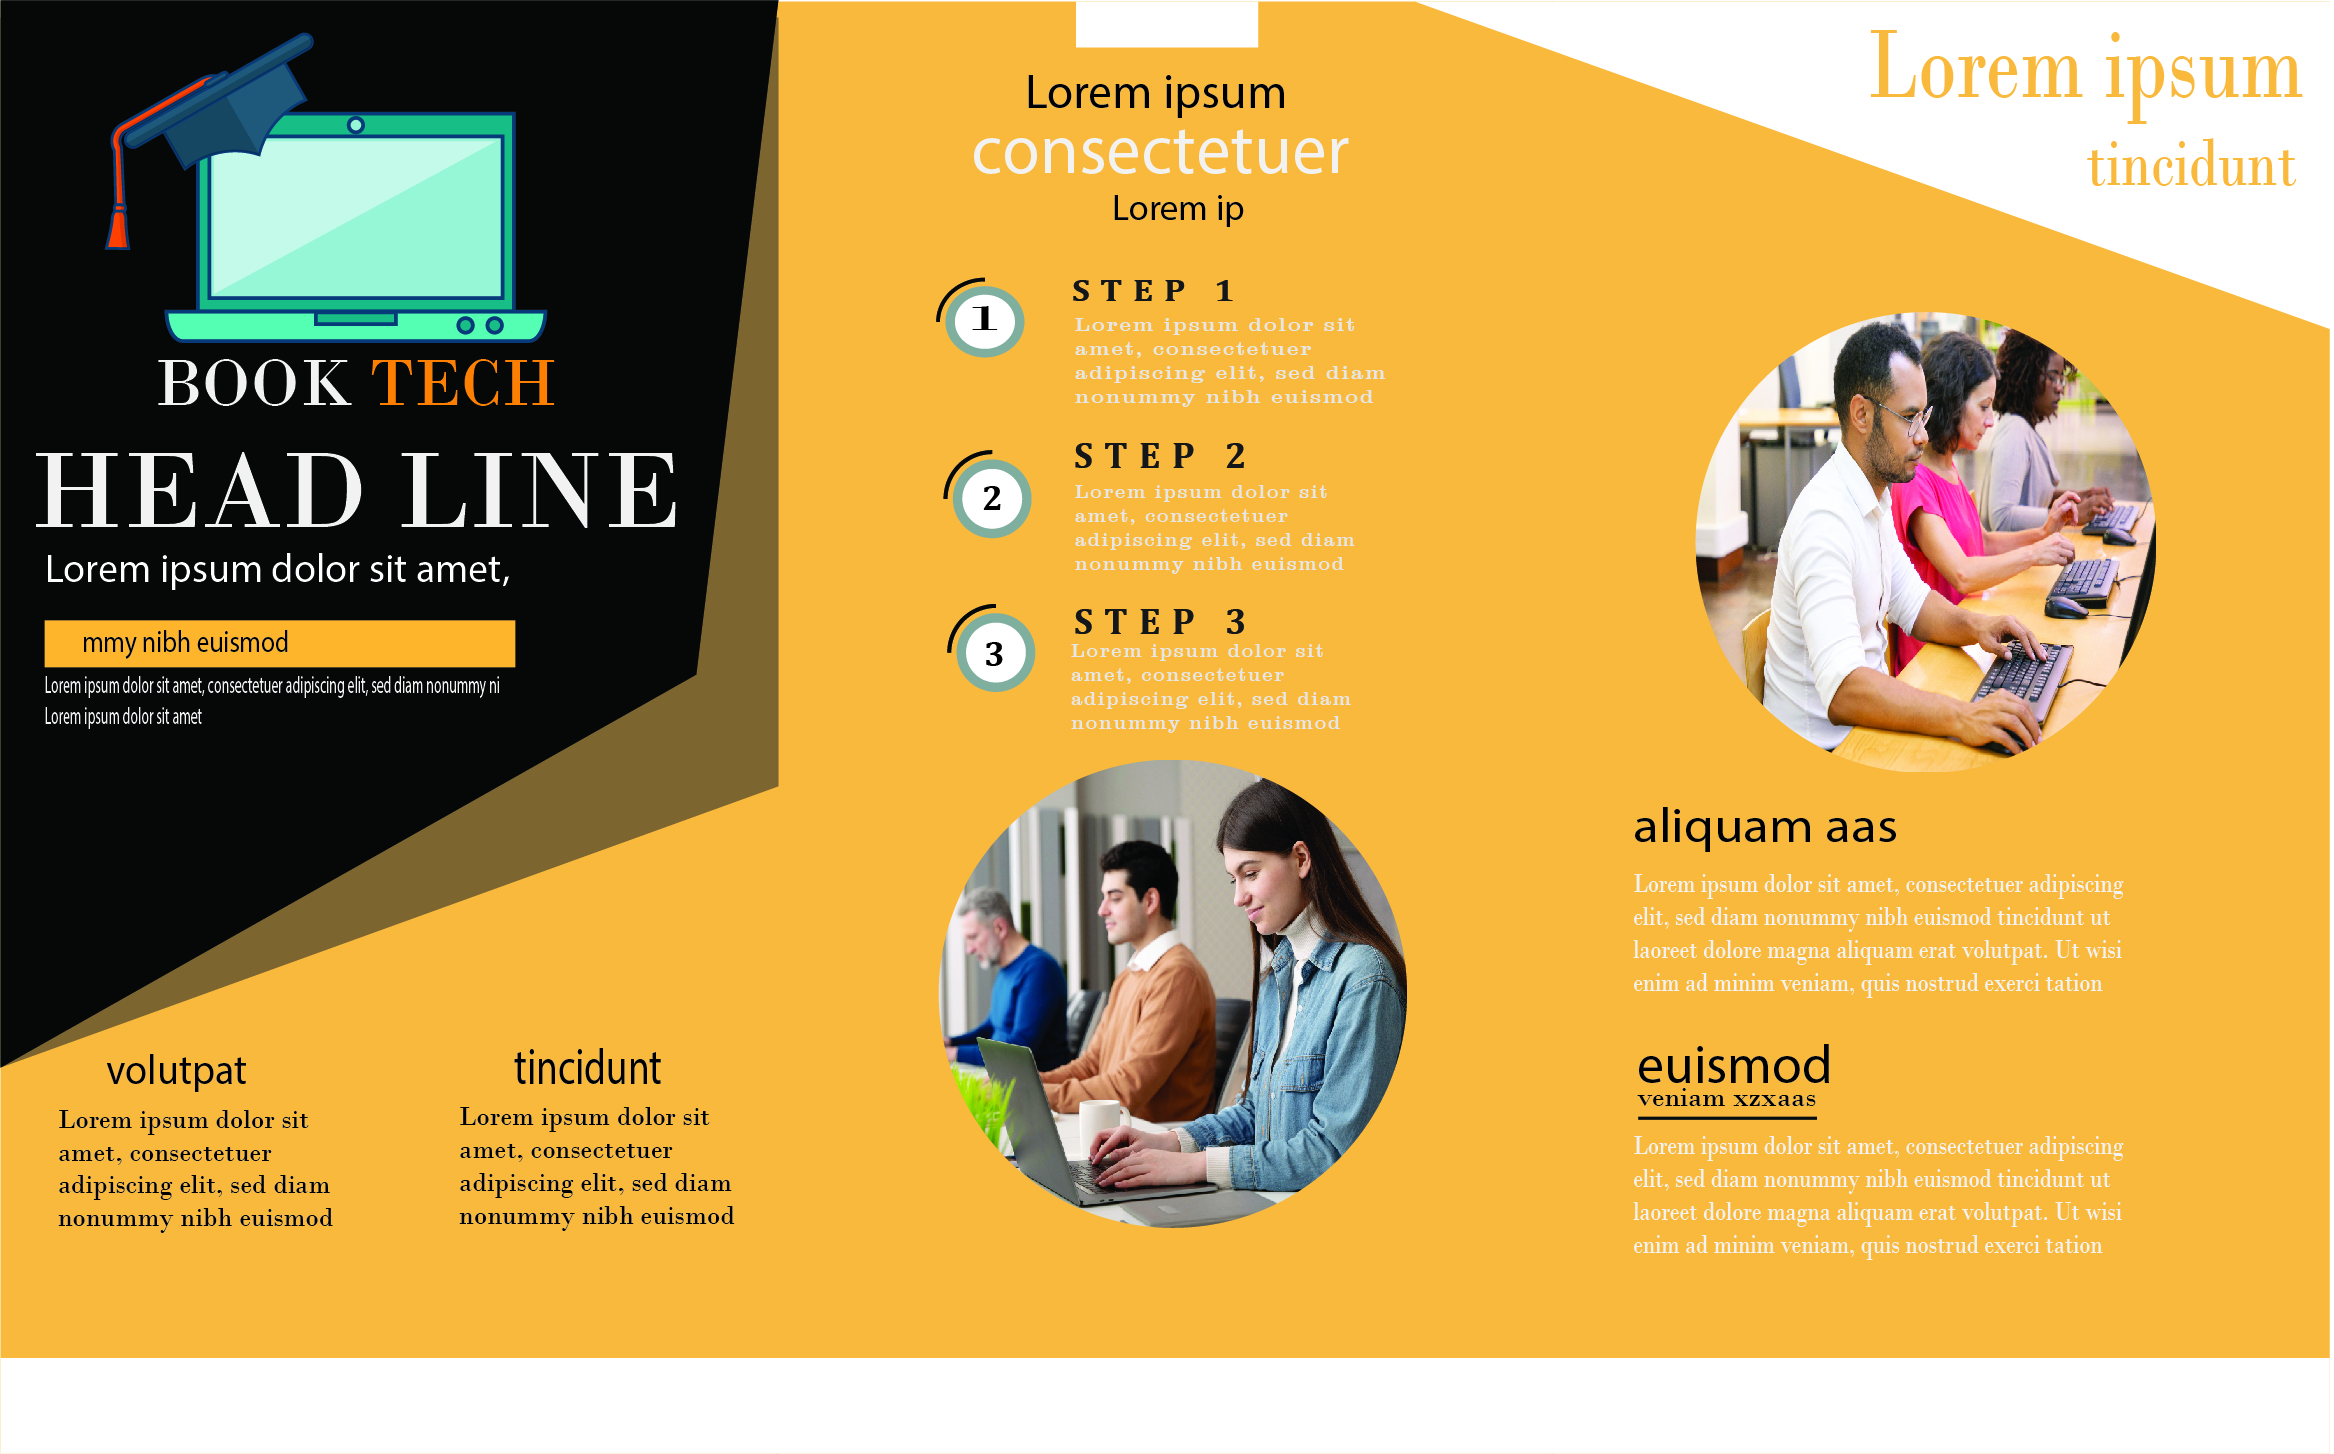 BOOK TECH
HEAD LINE
Lorem ipsum dolor sit amet,
mmy nibh euismod
Lorem ipsum dolor sit amet, consectetuer adipiscing elit, sed diam nonummy ni
Lorem ipsum dolor sit amet
volutpat
Lorem ipsum dolor sit
amet, consectetuer
adipiscing elit, sed diam
nonummy nibh euismod
tincidunt
Lorem ipsum dolor sit
amet, consectetuer
adipiscing elit, sed diam
nonummy nibh euismod
Lorem ipsum
consectetuer
Lorem ip
1
STEP 1
Lorem ipsum dolor sit
amet, consectetuer
adipiscing elit, sed diam
nonummy nibh euismod
2
STEP 2
Lorem ipsum dolor sit
amet, consectetuer
adipiscing elit, sed diam
nonummy nibh euismod
3
STEP 3
Lorem ipsum dolor sit
amet, consectetuer
adipiscing elit, sed diam
nonummy nibh euismod
Lorem ipsum
tincidunt
aliquam aas
Lorem ipsum dolor sit amet, consectetuer adipiscing
elit, sed diam nonummy nibh euismod tincidunt ut
laoreet dolore magna aliquam erat volutpat. Ut wisi
enim ad minim veniam, quis nostrud exerci tation
euismod
veniam xzxaas
Lorem ipsum dolor sit amet, consectetuer adipiscing
elit, sed diam nonummy nibh euismod tincidunt ut
laoreet dolore magna aliquam erat volutpat. Ut wisi
enim ad minim veniam, quis nostrud exerci tation